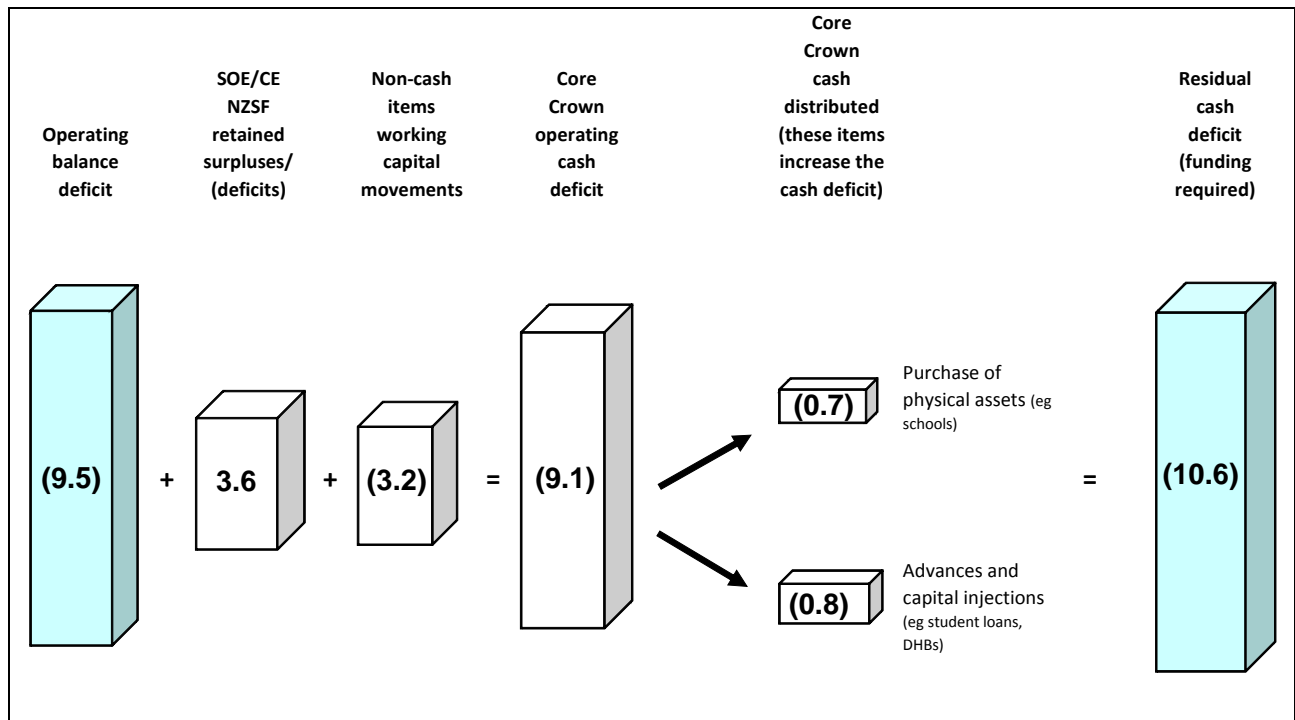 Operating
balance
deficit
SOE/CE
NZSF
retained
surpluses/
(deficits)
Non-cash
items
working
capital
movements
Core
Crown
operating
cash
deficit
Core
Crown
cash
distributed
(these items
increase the
cash deficit)
Residual
cash
deficit
(funding
required)
(9.5)
+
3.6
+
(3.2)
=
(9.1)
(0.7)
Purchase of
physical assets (eg
schools)
(0.8)
Advances and
capital injections
(eg student loans,
DHBs)
=
(10.6)